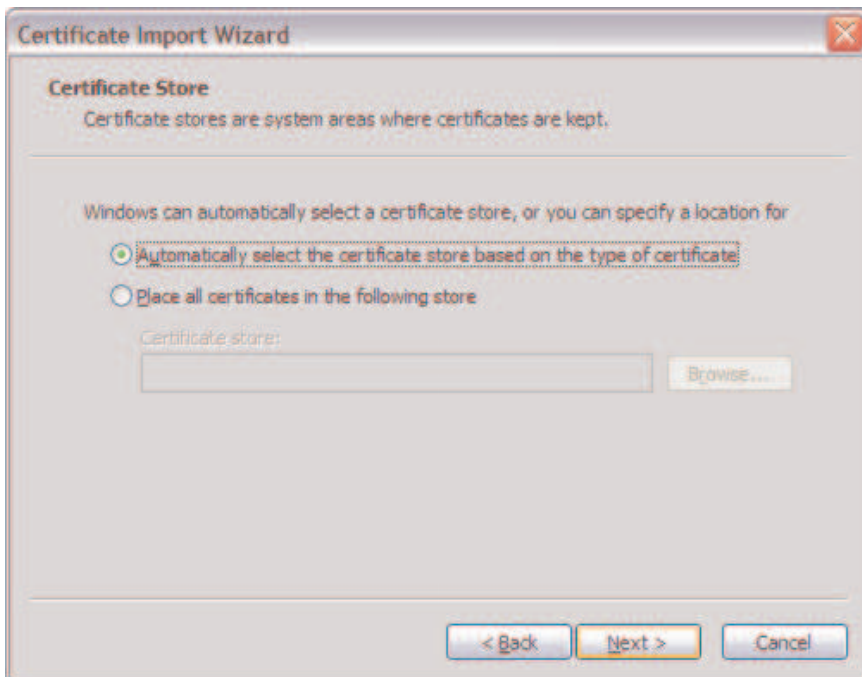 Certificate Import Wizard
Certificate Store
Certificate stores are system areas where certificates are kept.
Windows can automatically select a certificate store, or you can specify a location for
Automatically select the certificate store based on the type of certificate
Place all certificates in the following store
Certificate store:
Browse...
< Back
Next >
Cancel